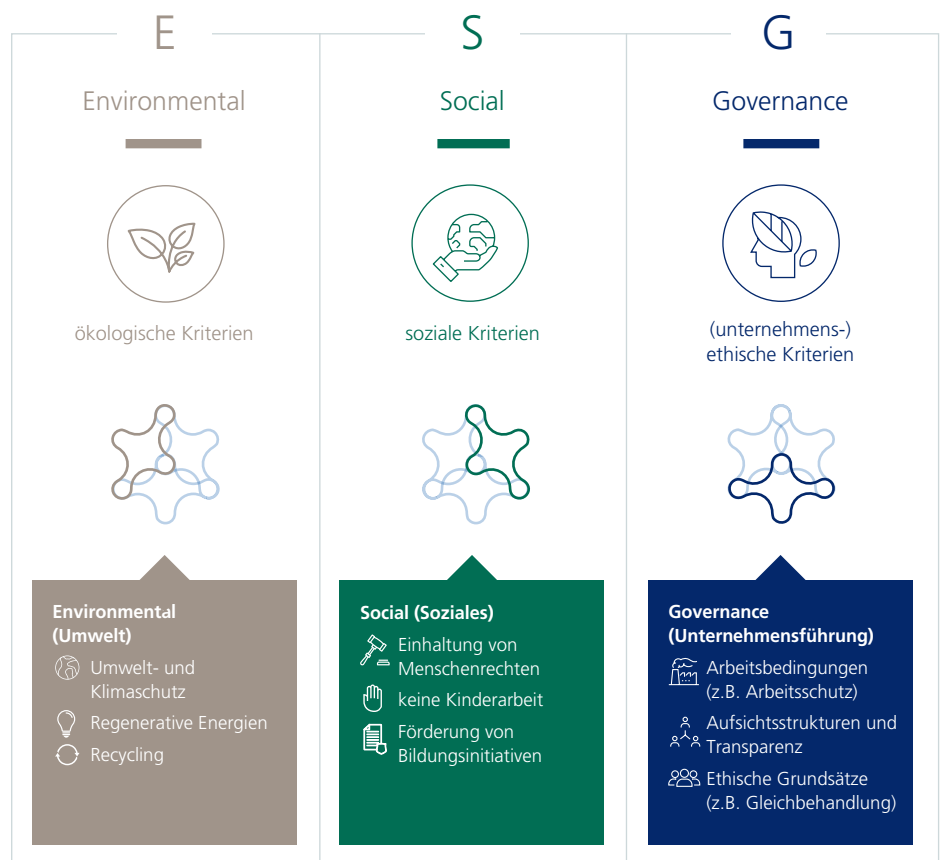 E
Environmental
ökologische Kriterien
Environmental
(Umwelt)
Umwelt- und
Klimaschutz
Regenerative Energien
Recycling
S
Social
soziale Kriterien
Social (Soziales)
Einhaltung von
Menschenrechten
keine Kinderarbeit
Förderung von
Bildungsinitiativen
G
Governance
(unternehmens-)
ethische Kriterien
Governance
(Unternehmensführung)
Arbeitsbedingungen
(z.B. Arbeitsschutz)
Aufsichtsstrukturen und
Transparenz
Ethische Grundsätze
(z.B. Gleichbehandlung)